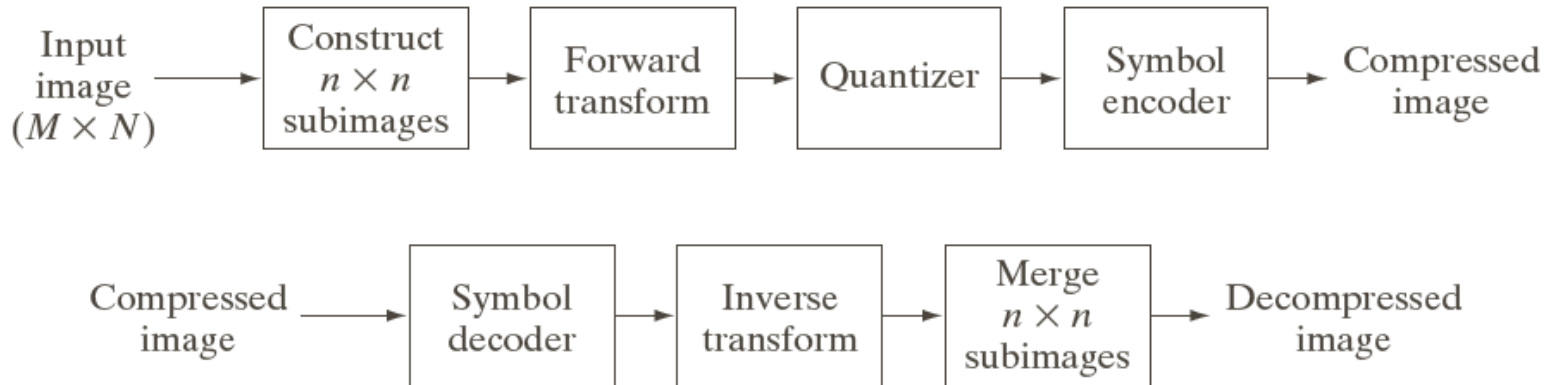 Input
image
(M × N)
Construct
n × n
subimages
Forward
transform
Quantizer
Symbol
encoder
Compressed
image
Compressed
image
Symbol
decoder
Inverse
transform
Merge
n × n
subimages
Decompressed
image